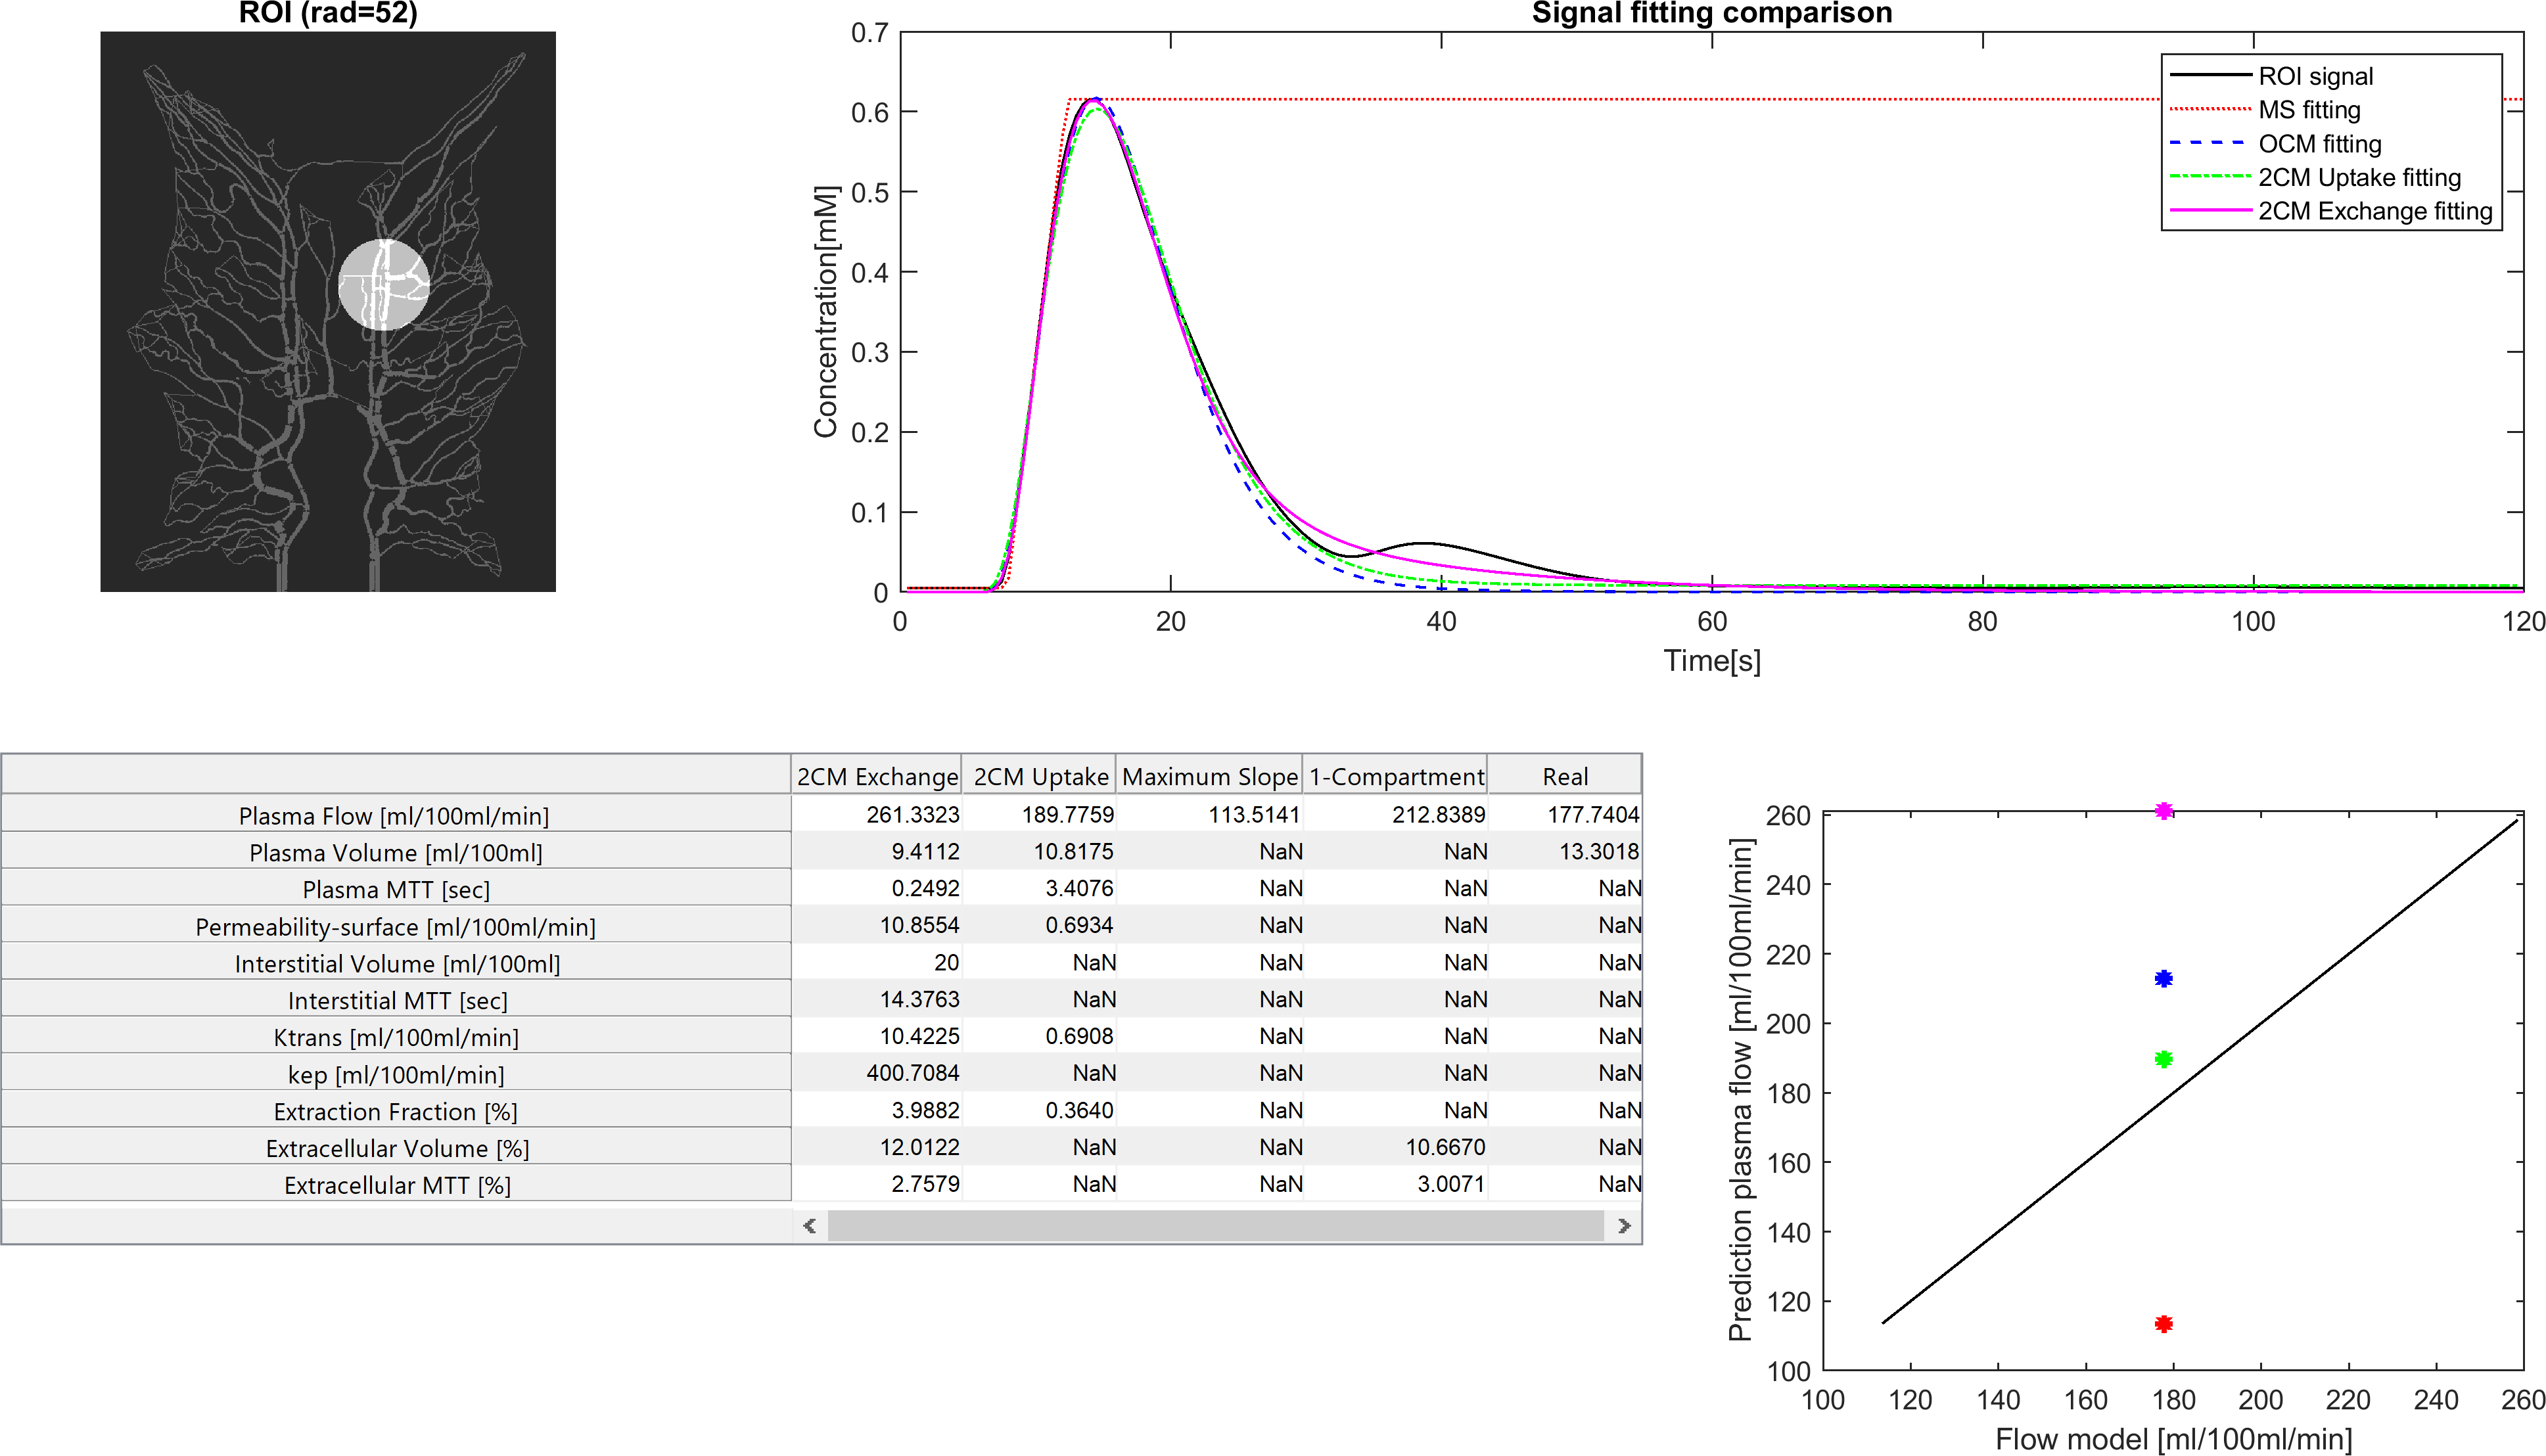 ROI (rad=52)
Signal fitting comparison
0.7
0.6
0.5
0.4
0.3
0.2
0.1
0
Concentration[mM]
0 20 40 60 80 100 120
Time[s]
ROI signal
MS fitting
OCM fitting
2CM Uptake fitting
2CM Exchange fitting
2CM Exchange 2CM Uptake Maximum Slope 1-Compartment Real
Plasma Flow [ml/100ml/min] 261.3323 189.7759 113.5141 212.8389 177.7404
Plasma Volume [ml/100ml] 9.4112 10.8175 NaN NaN 13.3018
Plasma MTT [sec] 0.2492 3.4076 NaN NaN NaN
Permeability-surface [ml/100ml/min] 10.8554 0.6934 NaN NaN NaN
Interstitial Volume [ml/100ml] 20 NaN NaN NaN NaN
Interstitial MTT [sec] 14.3763 NaN NaN NaN NaN
Ktrans [ml/100ml/min] 10.4225 0.6908 NaN NaN NaN
kep [ml/100ml/min] 400.7084 NaN NaN NaN NaN
Extraction Fraction [%] 3.9882 0.3640 NaN NaN NaN
Extracellular Volume [%] 12.0122 NaN NaN 10.6670 NaN
Extracellular MTT [%] 2.7579 NaN NaN 3.0071 NaN
260
240
220
200
180
160
140
120
100
Prediction plasma flow [ml/100ml/min]
100 120 140 160 180 200 220 240 260
Flow model [ml/100ml/min]